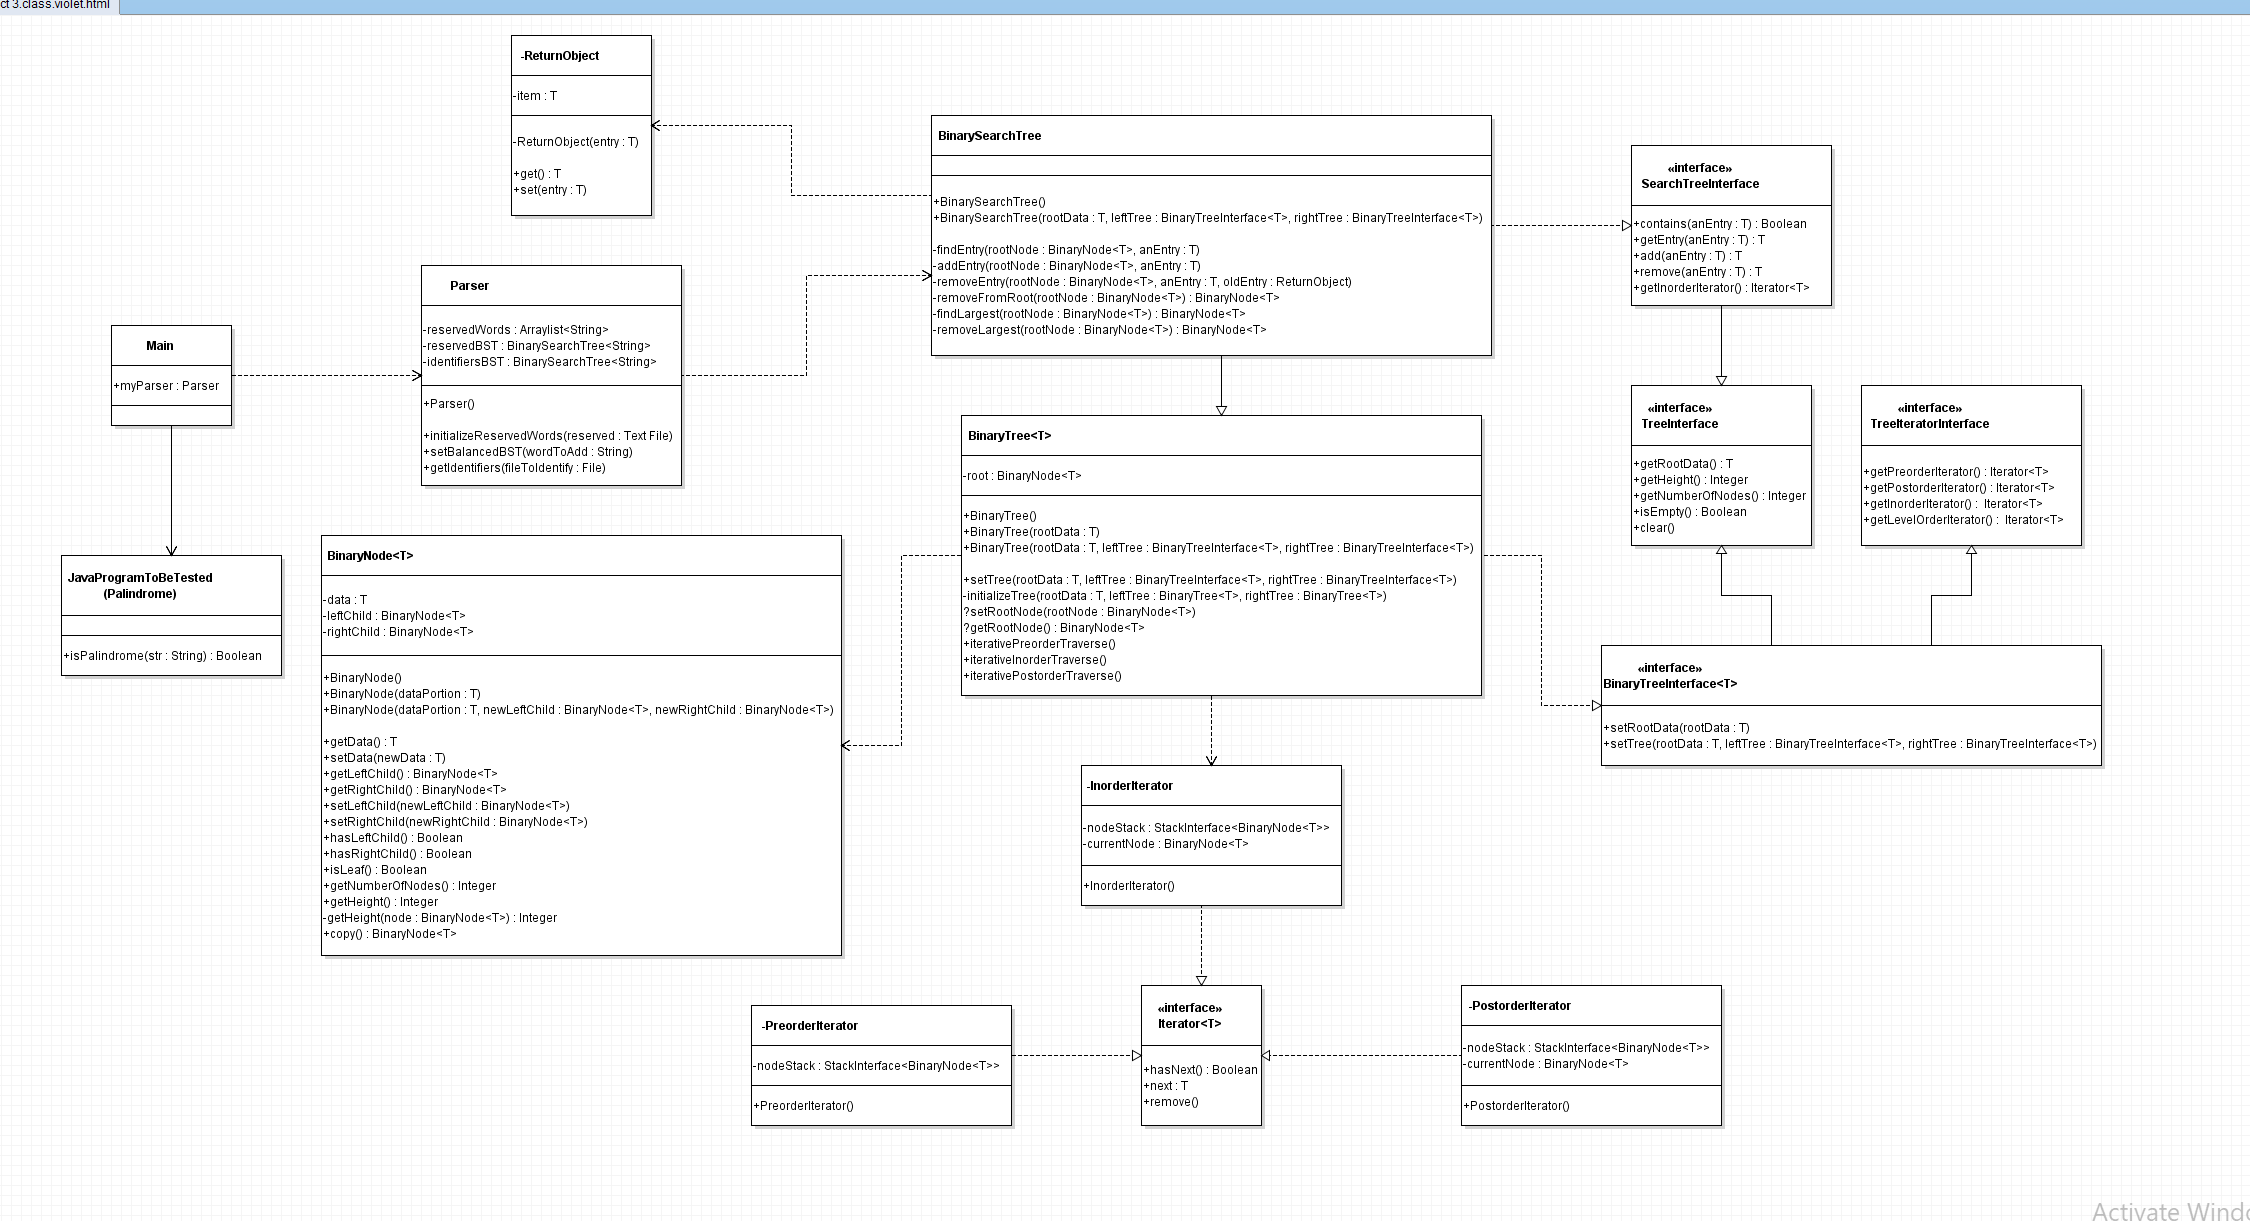 ct 3.class.violet.html
-ReturnObject
-item : T
-ReturnObject(entry : T)
+get() : T
+set(entry : T)
BinarySearchTree
+BinarySearchTree()
+BinarySearchTree(rootData : T, leftTree : BinaryTreeInterface<T>, rightTree : BinaryTreeInterface<T>)
-findEntry(rootNode : BinaryNode<T>, anEntry : T)
-addEntry(rootNode : BinaryNode<T>, anEntry : T)
-removeEntry(rootNode : BinaryNode<T>, anEntry : T, oldEntry : ReturnObject)
-removeFromRoot(rootNode : BinaryNode<T>) : BinaryNode<T>
-findLargest(rootNode : BinaryNode<T>) : BinaryNode<T>
-removeLargest(rootNode : BinaryNode<T>) : BinaryNode<T>
«interface»
SearchTreeInterface
+contains(anEntry : T) : Boolean
+getEntry(anEntry : T) : T
+add(anEntry : T) : T
+remove(anEntry : T) : T
+getInorderIterator() : Iterator<T>
Parser
-reservedWords : Arraylist<String>
-reservedBST : BinarySearchTree<String>
-identifiersBST : BinarySearchTree<String>
+Parser()
+initializeReservedWords(reserved : Text File)
+setBalancedBST(wordToAdd : String)
+getIdentifiers(fileToIdentify : File)
Main
+myParser : Parser
JavaProgramToBeTested
(Palindrome)
+isPalindrome(str : String) : Boolean
BinaryTree<T>
-root : BinaryNode<T>
+BinaryTree()
+BinaryTree(rootData : T)
+BinaryTree(rootData : T, leftTree : BinaryTreeInterface<T>, rightTree : BinaryTreeInterface<T>)
+setTree(rootData : T, leftTree : BinaryTreeInterface<T>, rightTree : BinaryTreeInterface<T>)
-initializeTree(rootData : T, leftTree : BinaryTree<T>, rightTree : BinaryTree<T>)
?setRootNode(rootNode : BinaryNode<T>)
?getRootNode() : BinaryNode<T>
+iterativePreorderTraverse()
+iterativeInorderTraverse()
+iterativePostorderTraverse()
«interface»
TreeInterface
+getRootData() : T
+getHeight() : Integer
+getNumberOfNodes() : Integer
+isEmpty() : Boolean
+clear()
«interface»
TreeIteratorInterface
+getPreorderIterator() : Iterator<T>
+getPostorderIterator() : Iterator<T>
+getInorderIterator() : Iterator<T>
+getLevelOrderIterator() : Iterator<T>
BinaryNode<T>
-data : T
-leftChild : BinaryNode<T>
-rightChild : BinaryNode<T>
+BinaryNode()
+BinaryNode(dataPortion : T)
+BinaryNode(dataPortion : T, newLeftChild : BinaryNode<T>, newRightChild : BinaryNode<T>)
+getData() : T
+setData(newData : T)
+getLeftChild() : BinaryNode<T>
+getRightChild() : BinaryNode<T>
+setLeftChild(newLeftChild : BinaryNode<T>)
+setRightChild(newRightChild : BinaryNode<T>)
+hasLeftChild() : Boolean
+hasRightChild() : Boolean
+isLeaf() : Boolean
+getNumberOfNodes() : Integer
+getHeight() : Integer
-getHeight(node : BinaryNode<T>) : Integer
+copy() : BinaryNode<T>
«interface»
BinaryTreeInterface<T>
+setRootData(rootData : T)
+setTree(rootData : T, leftTree : BinaryTreeInterface<T>, rightTree : BinaryTreeInterface<T>)
-InorderIterator
-nodeStack : StackInterface<BinaryNode<T>>
-currentNode : BinaryNode<T>
+InorderIterator()
-PreorderIterator
-nodeStack : StackInterface<BinaryNode<T>>
+PreorderIterator()
«interface»
Iterator<T>
+hasNext() : Boolean
+next : T
+remove()
-PostorderIterator
-nodeStack : StackInterface<BinaryNode<T>>
-currentNode : BinaryNode<T>
+PostorderIterator()
Activate Windo